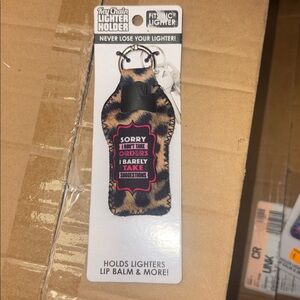 Key Chain
LIGHTER
HOLDER
FITS BIC®
LIGHTER
NEVER LOSE YOUR LIGHTER!
SORRY
I DON'T TAKE
ORDERS
I BARELY
TAKE
SUGGESTIONS
HOLDS LIGHTERS
LIP BALM & MORE!
CR